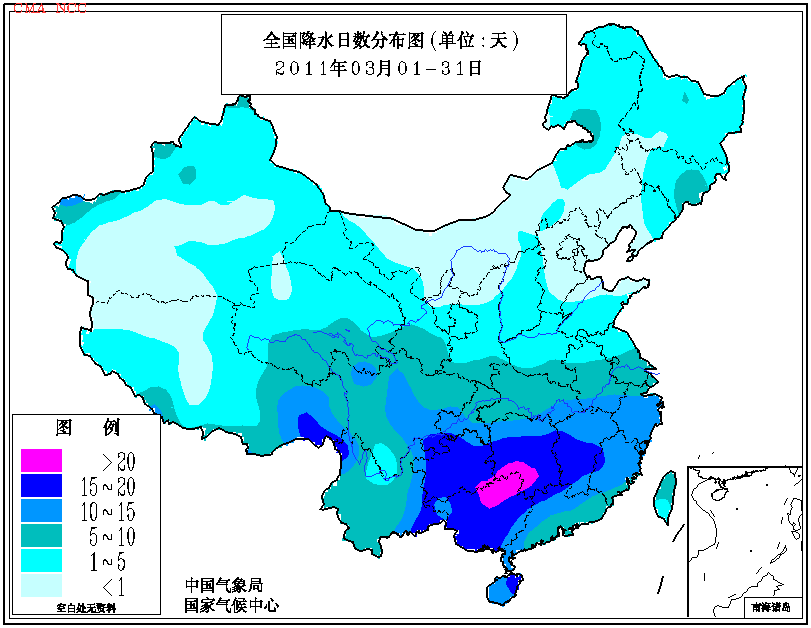 CMA NCC
全国降水日数分布图(单位:天)
2011年03月01-31日
图 例
>20
15~20
10~15
5~10
1~5
<1
空白处无资料
中国气象局
国家气候中心
南海诸岛